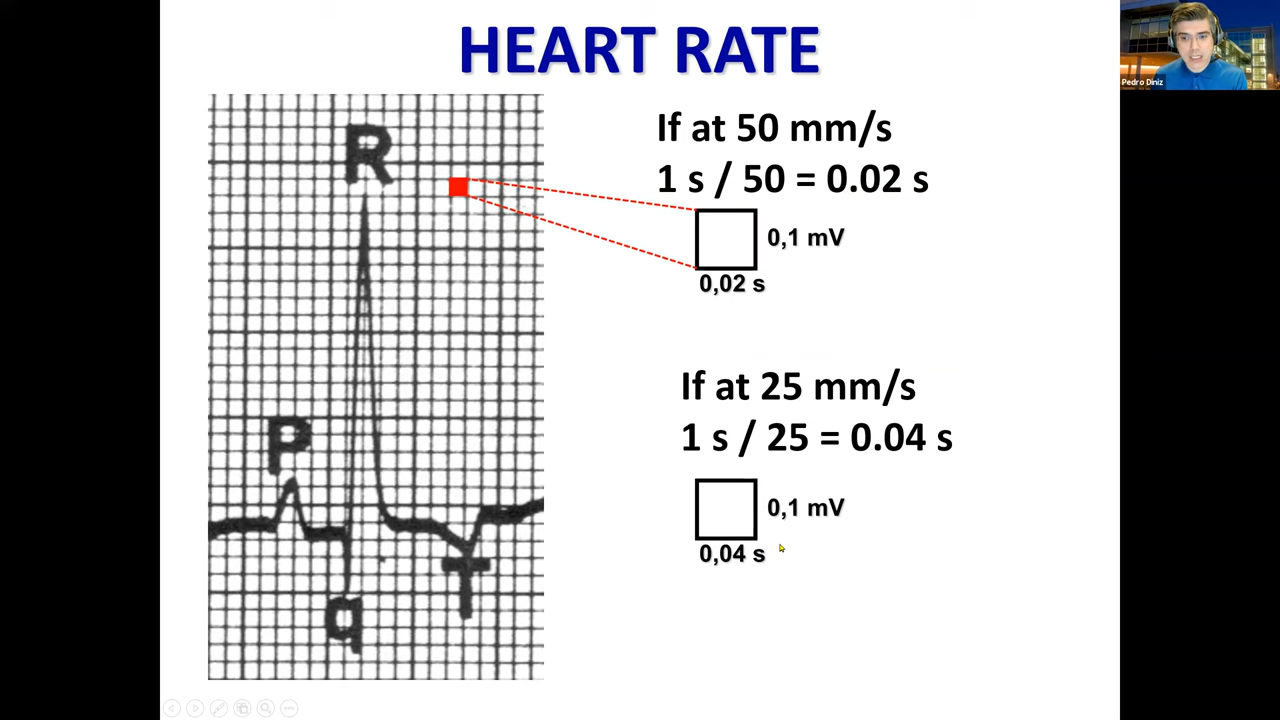 HEART RATE
Pedro Diniz
If at 50 mm/s
1 s / 50 = 0.02 s
R
0,1 mV
0,02 s
If at 25 mm/s
1 s / 25 = 0.04 s
P
0,1 mV
0,04 s
T
q